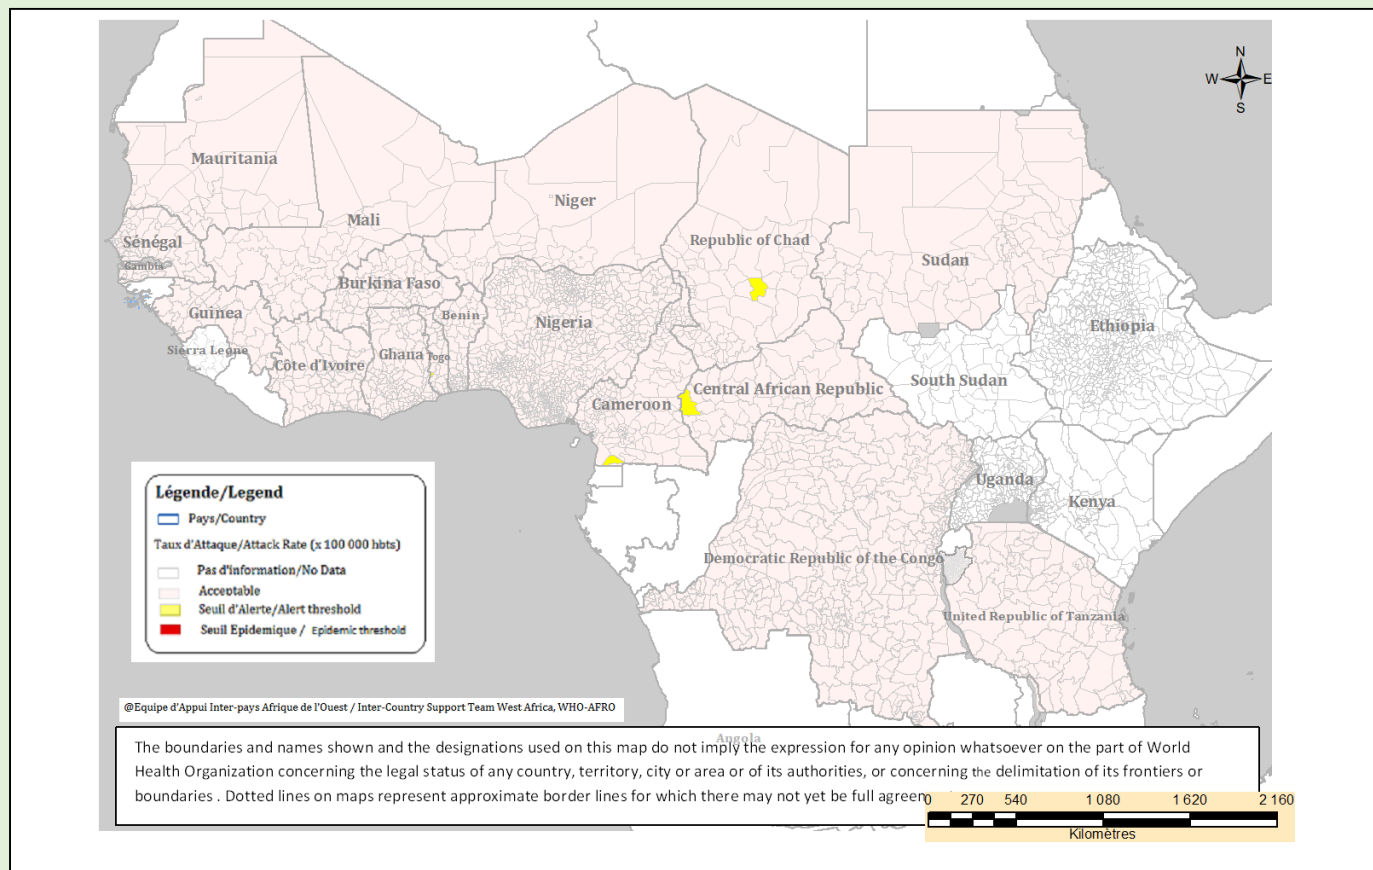 N
W E
S
Mauritania
Mali
Niger
Republic of Chad
Sudan
Sénégal
Gambia
Burkina Faso
Guinea
Benin
Nigeria
Ethiopia
Sierra Leone
Côte d'Ivoire
Ghana
Togo
Cameroon
Central African Republic
South Sudan
Uganda
Kenya
Democratic Republic of the Congo
United Republic of Tanzania
Angola
Légende/Legend
Pays/Country
Taux d'Attaque/Attack Rate (x 100 000 hbts)
Pas d'information/No Data
Acceptable
Seuil d'Alerte/Alert threshold
Seuil Epidemique / Epidemic threshold
@Equipe d'Appui Inter-pays Afrique de l'Ouest / Inter-Country Support Team West Africa, WHO-AFRO
The boundaries and names shown and the designations used on this map do not imply the expression for any opinion whatsoever on the part of World
Health Organization concerning the legal status of any country, territory, city or area or of its authorities, or concerning the delimitation of its frontiers or
boundaries . Dotted lines on maps represent approximate border lines for which there may not yet be full agreem
0 270 540 1 080 1 620 2 160
Kilomètres